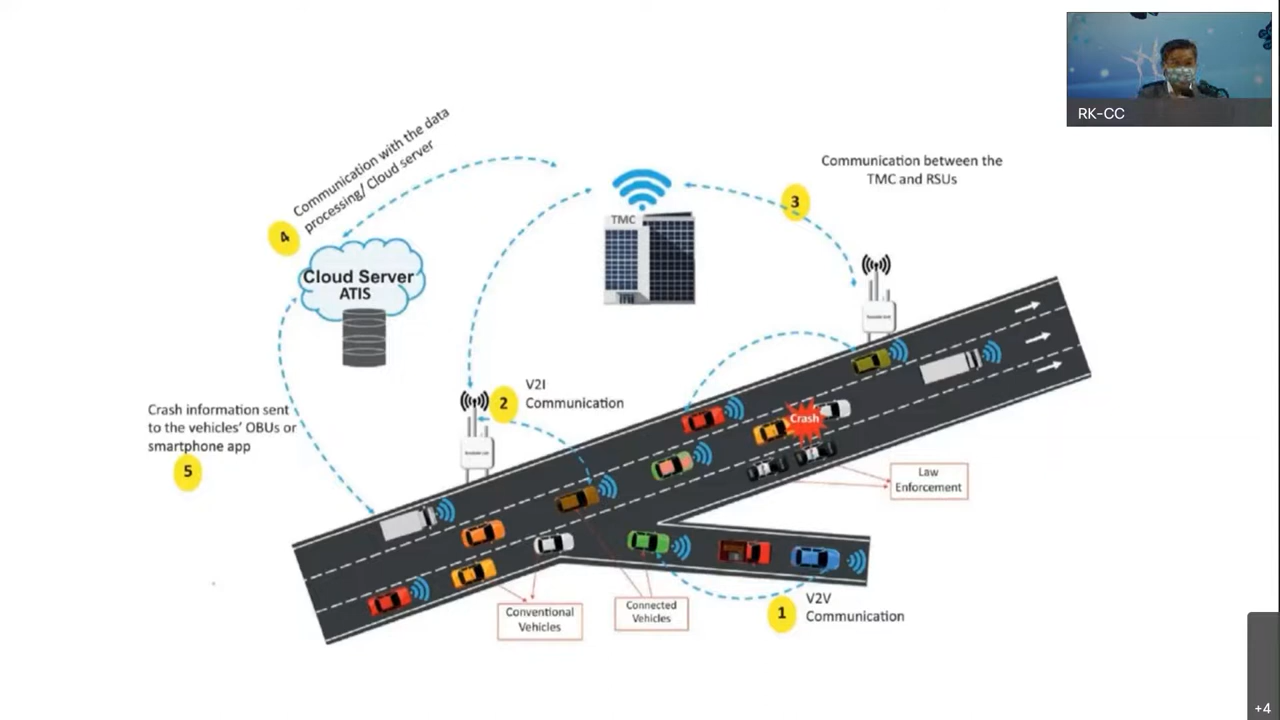 RK-CC
4
Communication with the data
processing/ Cloud server
Cloud Server
ATIS
TMC
3
Communication between the
TMC and RSUs
2
V2I
Communication
Crash information sent
to the vehicles’ OBUs or
smartphone app
5
Crash
Law
Enforcement
Conventional
Vehicles
Connected
Vehicles
1
V2V
Communication
+4